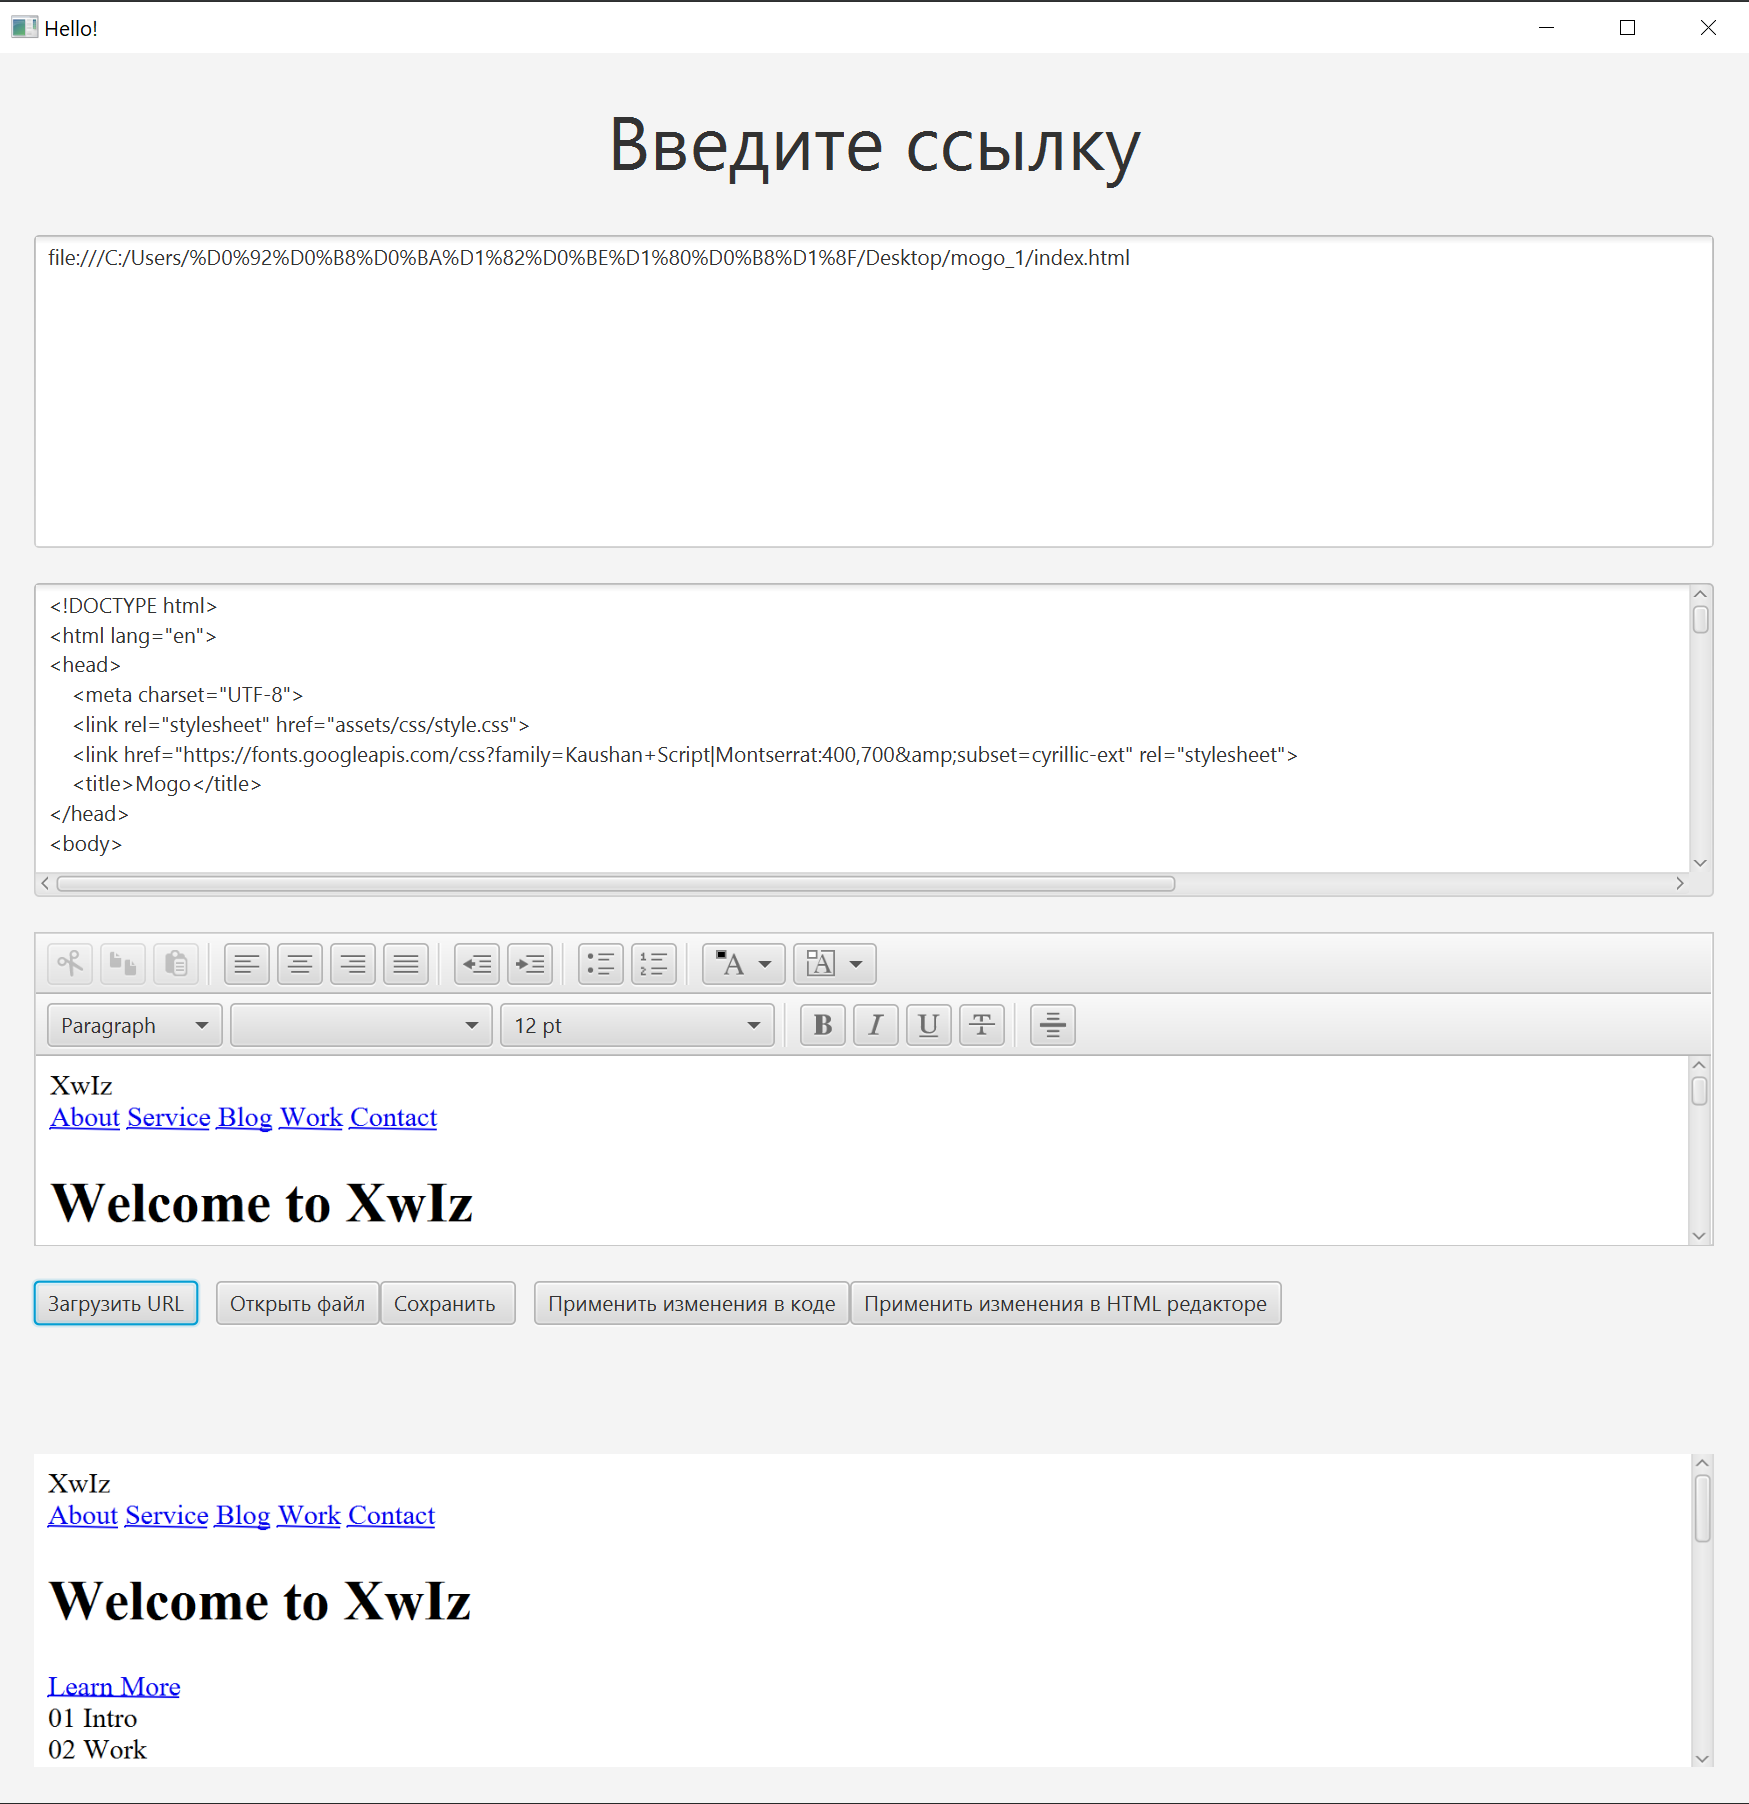 Hello!
Введите ссылку
file:///C:/Users/%D0%92%D0%B8%D0%BA%D1%82%D0%BE%D1%80%D0%B8%D1%8F/Desktop/mogo_1/index.html
<!DOCTYPE html>
<html lang="en">
<head>
<meta charset="UTF-8">
<link rel="stylesheet" href="assets/css/style.css">
<link href="https://fonts.googleapis.com/css?family=Kaushan+Script|Montserrat:400,700&amp;subset=cyrillic-ext" rel="stylesheet">
<title>Mogo</title>
</head>
<body>
Paragraph 12 pt B I U T
XwIz
About Service Blog Work Contact
Welcome to XwIz
Загрузить URL Открыть файл Сохранить Применить изменения в коде Применить изменения в HTML редакторе
XwIz
About Service Blog Work Contact
Welcome to XwIz
Learn More
01 Intro
02 Work